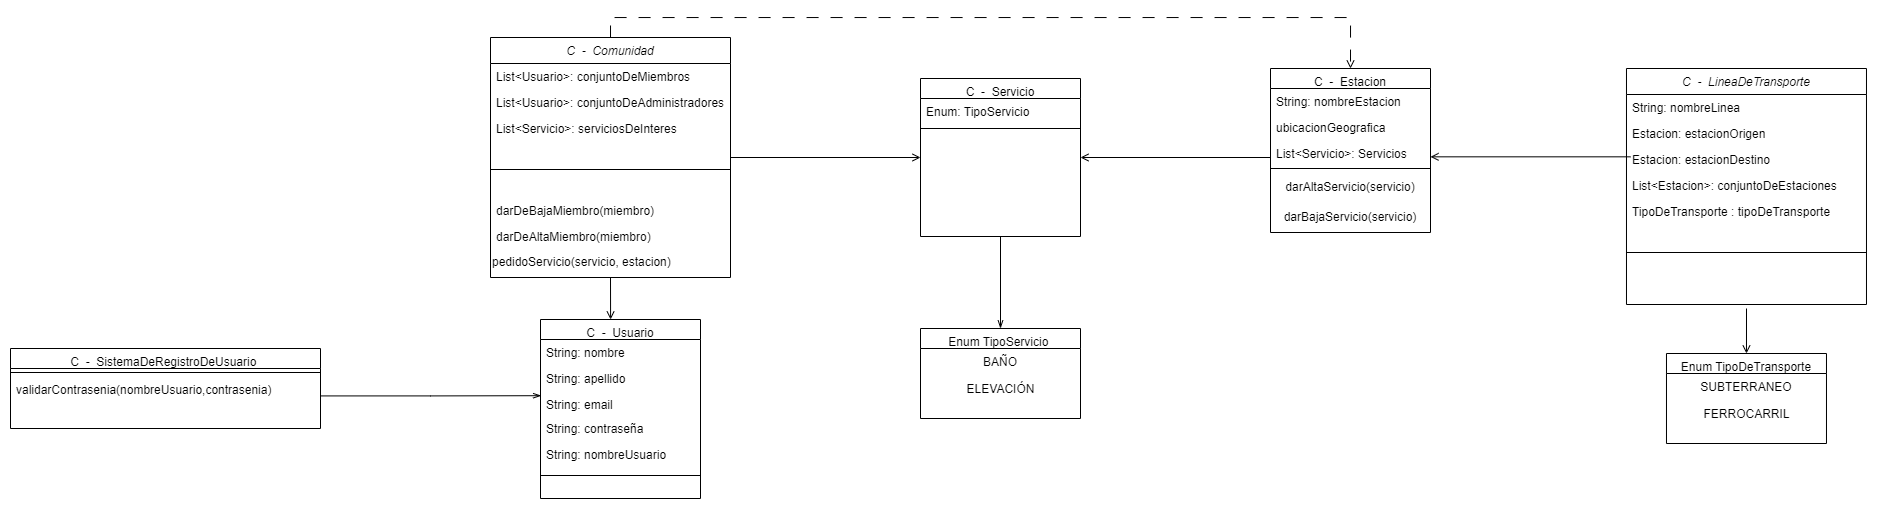 C - Comunidad
List<Usuario>: conjuntoDeMiembros
List<Usuario>: conjuntoDeAdministradores
List<Servicio>: serviciosDeInteres
darDeBajaMiembro(miembro)
darDeAltaMiembro(miembro)
pedidoServicio(servicio, estacion)
C - Servicio
Enum: TipoServicio
C - Estacion
String: nombreEstacion
ubicacionGeografica
List<Servicio>: Servicios
darAltaServicio(servicio)
darBajaServicio(servicio)
C - LineaDeTransporte
String: nombreLinea
Estacion: estacionOrigen
Estacion: estacionDestino
List<Estacion>: conjuntoDeEstaciones
TipoDeTransporte : tipoDeTransporte
C - SistemaDeRegistroDeUsuario
validarContrasenia(nombreUsuario,contrasenia)
C - Usuario
String: nombre
String: apellido
String: email
String: contraseña
String: nombreUsuario
Enum TipoServicio
BAÑO
ELEVACIÓN
Enum TipoDeTransporte
SUBTERRANEO
FERROCARRIL